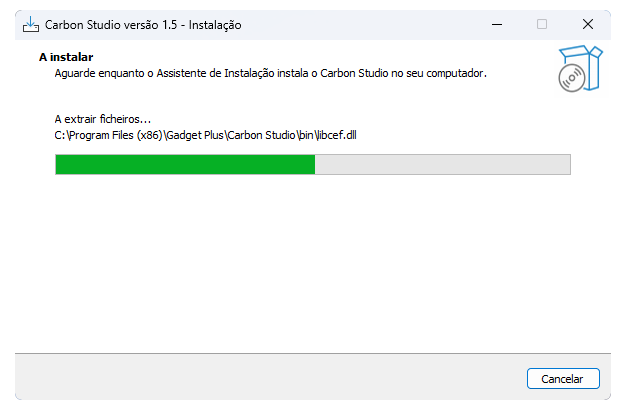 Carbon Studio versão 1.5 - Instalação
A instalar
Aguarde enquanto o Assistente de Instalação instala o Carbon Studio no seu computador.
A extrair ficheiros...
C:\Program Files (x86)\Gadget Plus\Carbon Studio\bin\libcef.dll
Cancelar